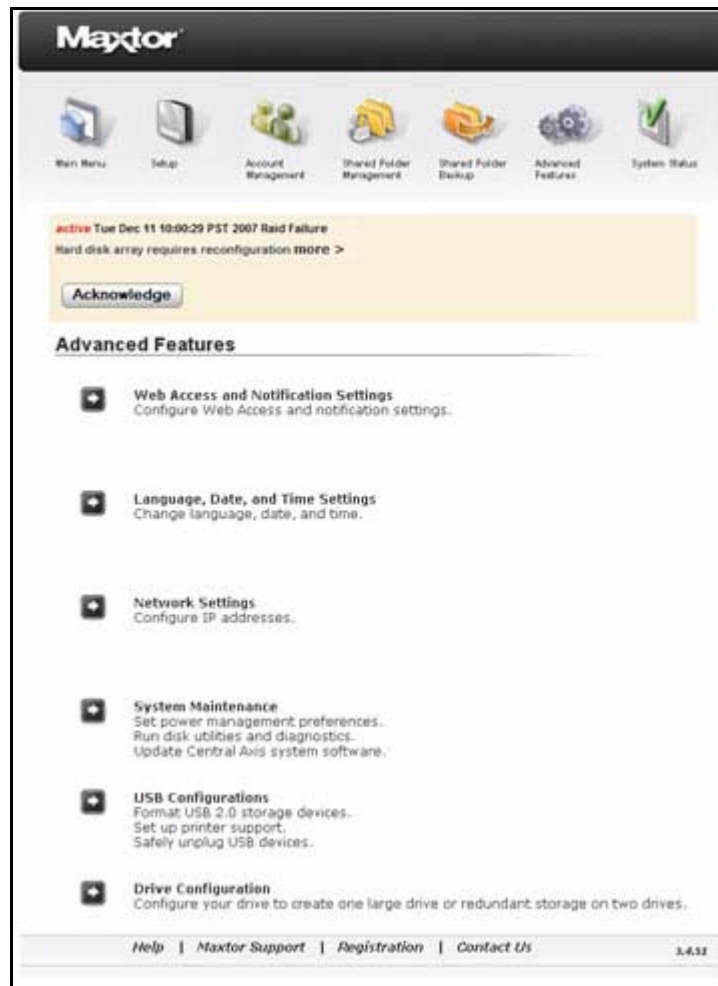 Maxtor
Main Menu
Setup
Account Management
Shared Folder Management
Shared Folder Backup
Advanced Features
System Status
active Tue Dec 11 10:00:29 PST 2007 Raid Failure
Hard disk array requires reconfiguration more >
Acknowledge
Advanced Features
Web Access and Notification Settings
Configure Web Access and notification settings.
Language, Date, and Time Settings
Change language, date, and time.
Network Settings
Configure IP addresses.
System Maintenance
Set power management preferences.
Run disk utilities and diagnostics.
Update Central Axis system software.
USB Configurations
Format USB 2.0 storage devices.
Set up printer support.
Safely unplug USB devices.
Drive Configuration
Configure your drive to create one large drive or redundant storage on two drives.
Help | Maxtor Support | Registration | Contact Us